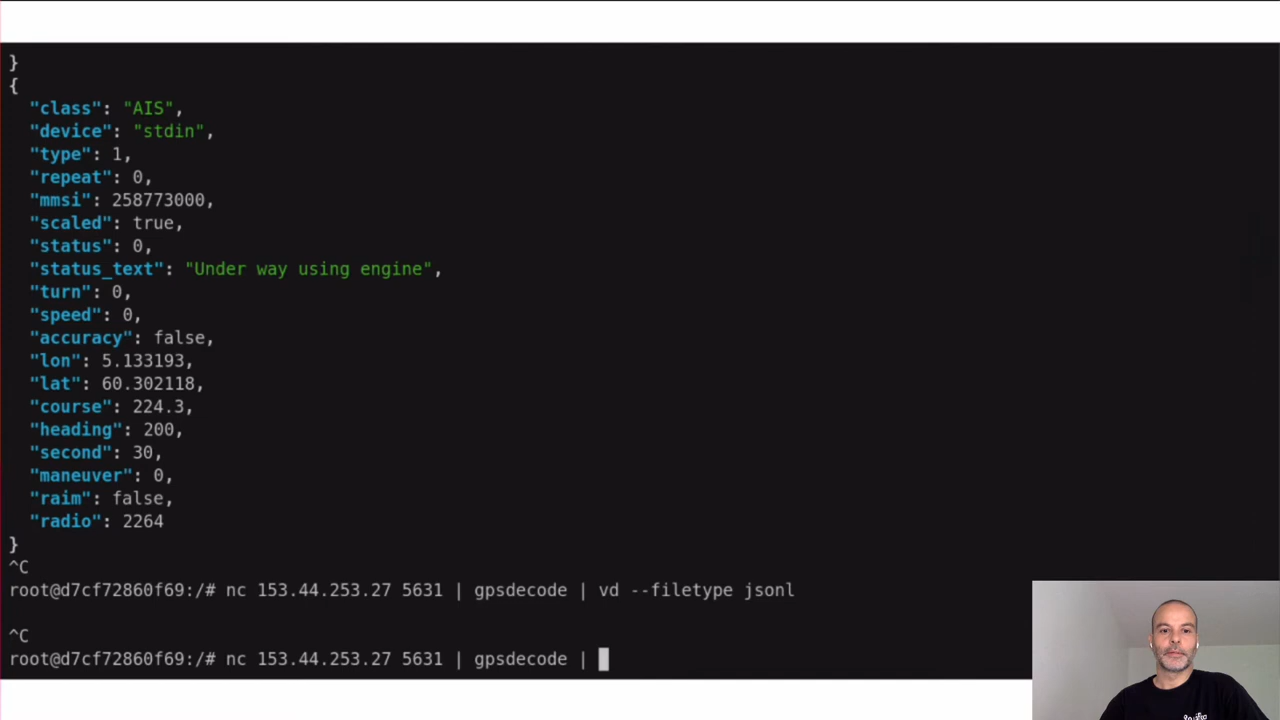 }
{
"class": "AIS",
"device": "stdin",
"type": 1,
"repeat": 0,
"mmsi": 258773000,
"scaled": true,
"status": 0,
"status_text": "Under way using engine",
"turn": 0,
"speed": 0,
"accuracy": false,
"lon": 5.133193,
"lat": 60.302118,
"course": 224.3,
"heading": 200,
"second": 30,
"maneuver": 0,
"raim": false,
"radio": 2264
}
^C
root@d7cf72860f69:/# nc 153.44.253.27 5631 | gpsdecode | vd --filetype jsonl
^C
root@d7cf72860f69:/# nc 153.44.253.27 5631 | gpsdecode |